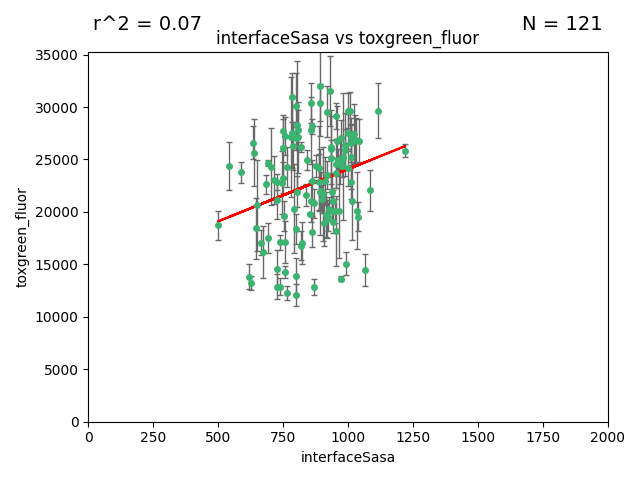 r^2 = 0.07
N = 121
interfaceSasa vs toxgreen_fluor
35000
30000
25000
20000
15000
10000
5000
0
toxgreen_fluor
0 250 500 750 1000 1250 1500 1750 2000
interfaceSasa